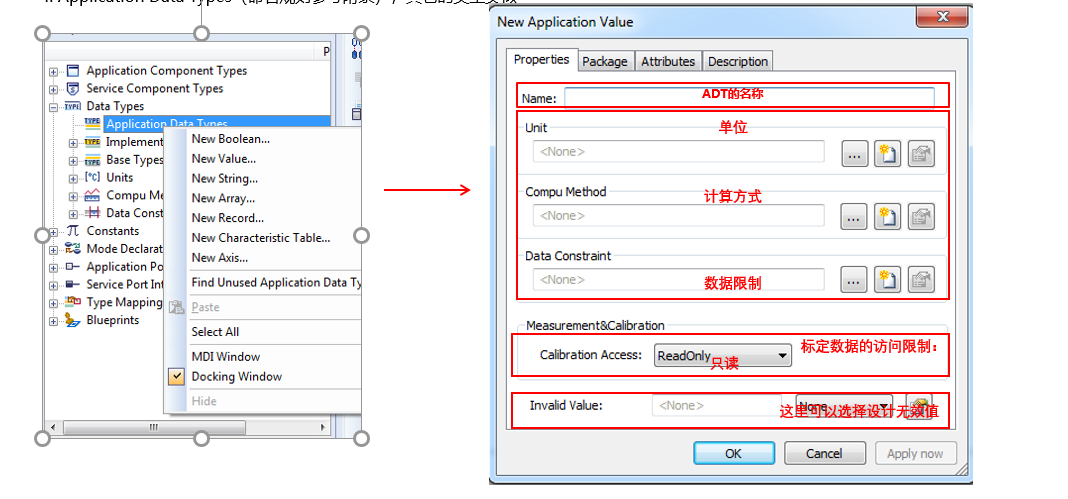 New Application Value
P
Application Component Types
Service Component Types
Data Types
Application Data Types
Implement
Base Types
Units
Compu Me
Data Const
Constants
Mode Declarat
Application Po
Service Port Int
Type Mapping
Blueprints
New Boolean...
New Value...
New String...
New Array...
New Record...
New Characteristic Table...
New Axis...
Find Unused Application Data Ty
Paste
Select All
MDI Window
Docking Window
Hide
Properties Package Attributes Description
Name: ADT的名称
Unit 单位
<None> ...
Compu Method 计算方式
<None> ...
Data Constraint
<None> 数据限制 ...
Measurement&Calibration
标定数据的访问限制：
Calibration Access: ReadOnly
只读
Invalid Value: <None> None
这里可以选择设计无效值
OK Cancel Apply now